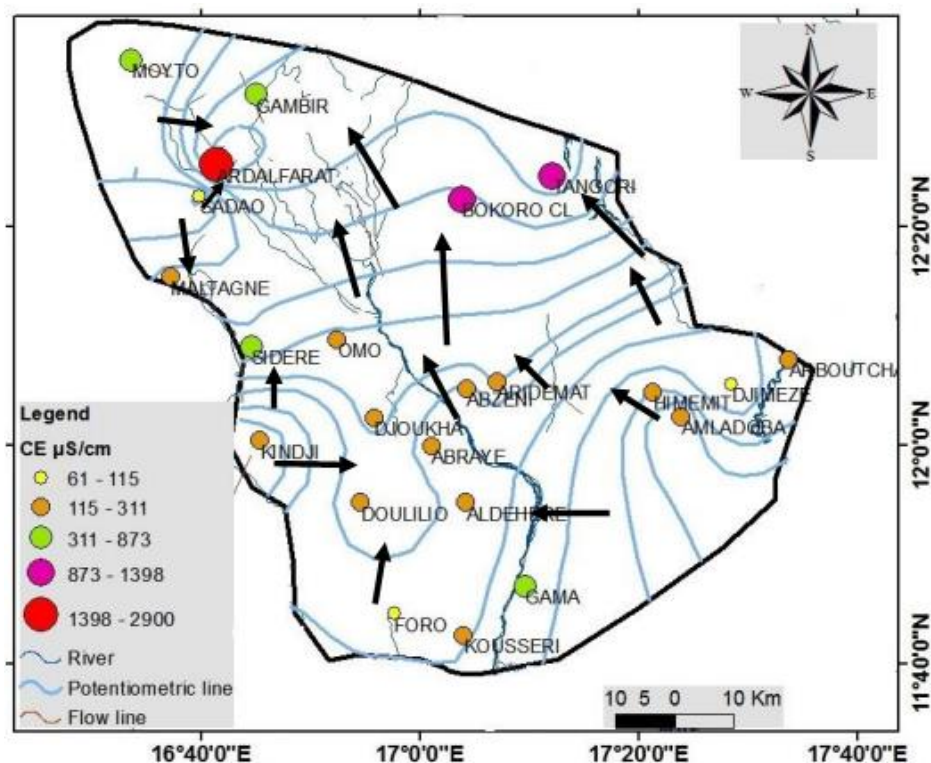 N
W E
S
MOYTO
GAMBIR
ARDALFARAT
SADAO
TANGORI
BOKORO CL
12°20'0"N
MALTAGNE
SIDERE
OMO
ARBOUTCHA
ARIDEMAT
DJIMEZE
ABZENI
HIMEMIT
DJOUKHA
AMLADOBA
KINDJI
ABRAYE
12°0'0"N
DOULILIO
ALDEHERE
GAMA
FORO
KOUSSERI
11°40'0"N
Legend
CE µS/cm
61 - 115
115 - 311
311 - 873
873 - 1398
1398 - 2900
River
Potentiometric line
Flow line
10 5 0 10 Km
16°40'0"E 17°0'0"E 17°20'0"E 17°40'0"E